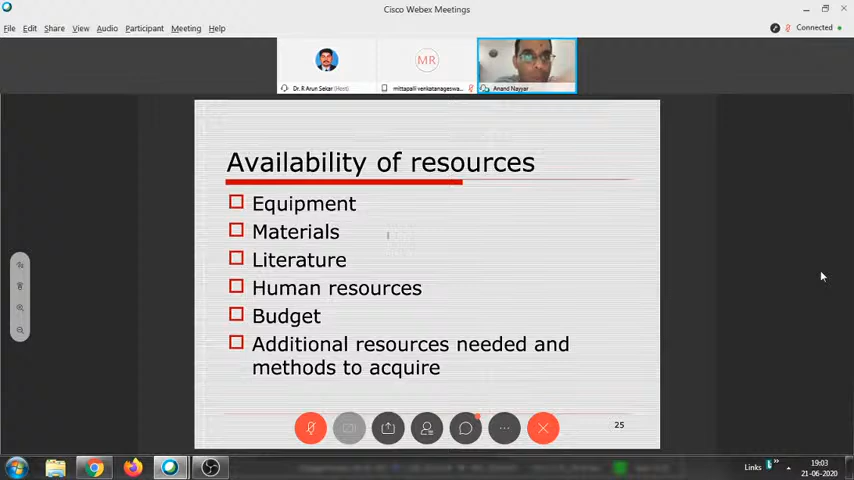 Cisco Webex Meetings
File Edit Share View Audio Participant Meeting Help
Connected
MR
Dr. R Arun Sekar (Host)
mittapalli venkatanageswa...
Anand Nayyar
Availability of resources
Equipment
Materials
Literature
Human resources
Budget
Additional resources needed and
methods to acquire
25
Links
19:03
21-06-2020